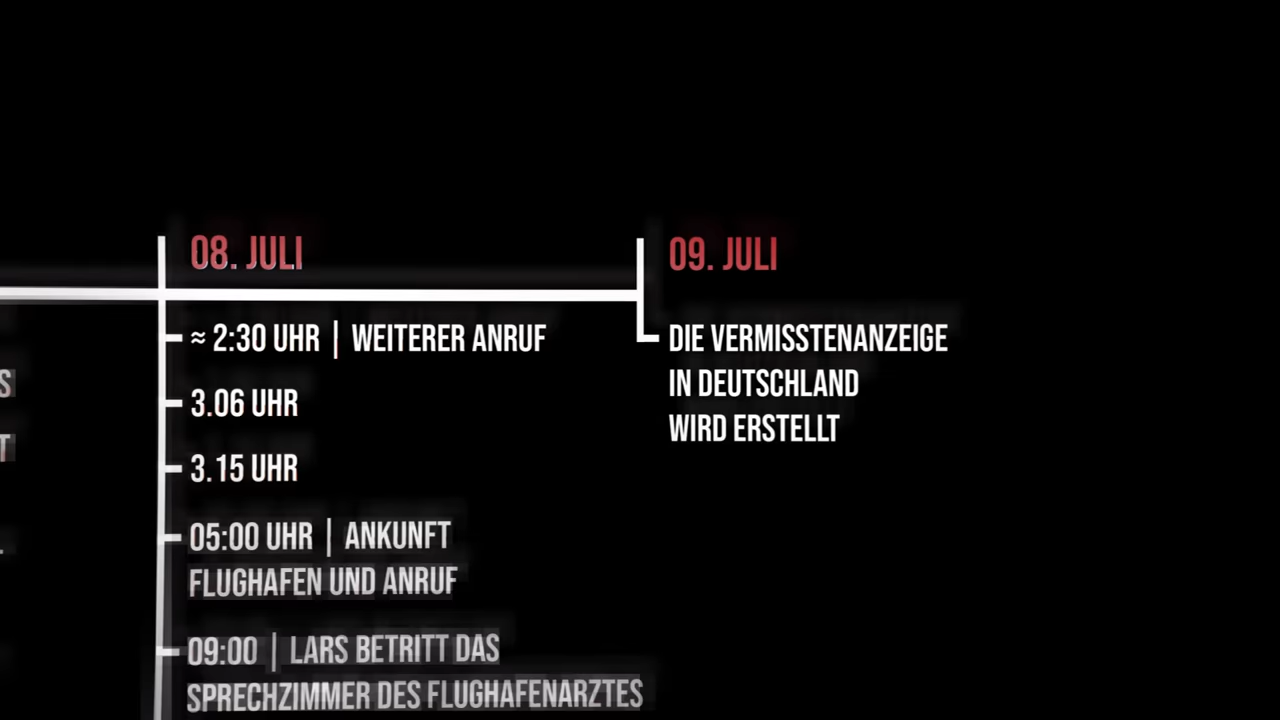 08. JULI
≈ 2:30 UHR | WEITERER ANRUF
3.06 UHR
3.15 UHR
05:00 UHR | ANKUNFT
FLUGHAFEN UND ANRUF
09:00 | LARS BETRITT DAS
SPRECHZIMMER DES FLUGHAFENARZTES
09. JULI
DIE VERMISSTENANZEIGE
IN DEUTSCHLAND
WIRD ERSTELLT